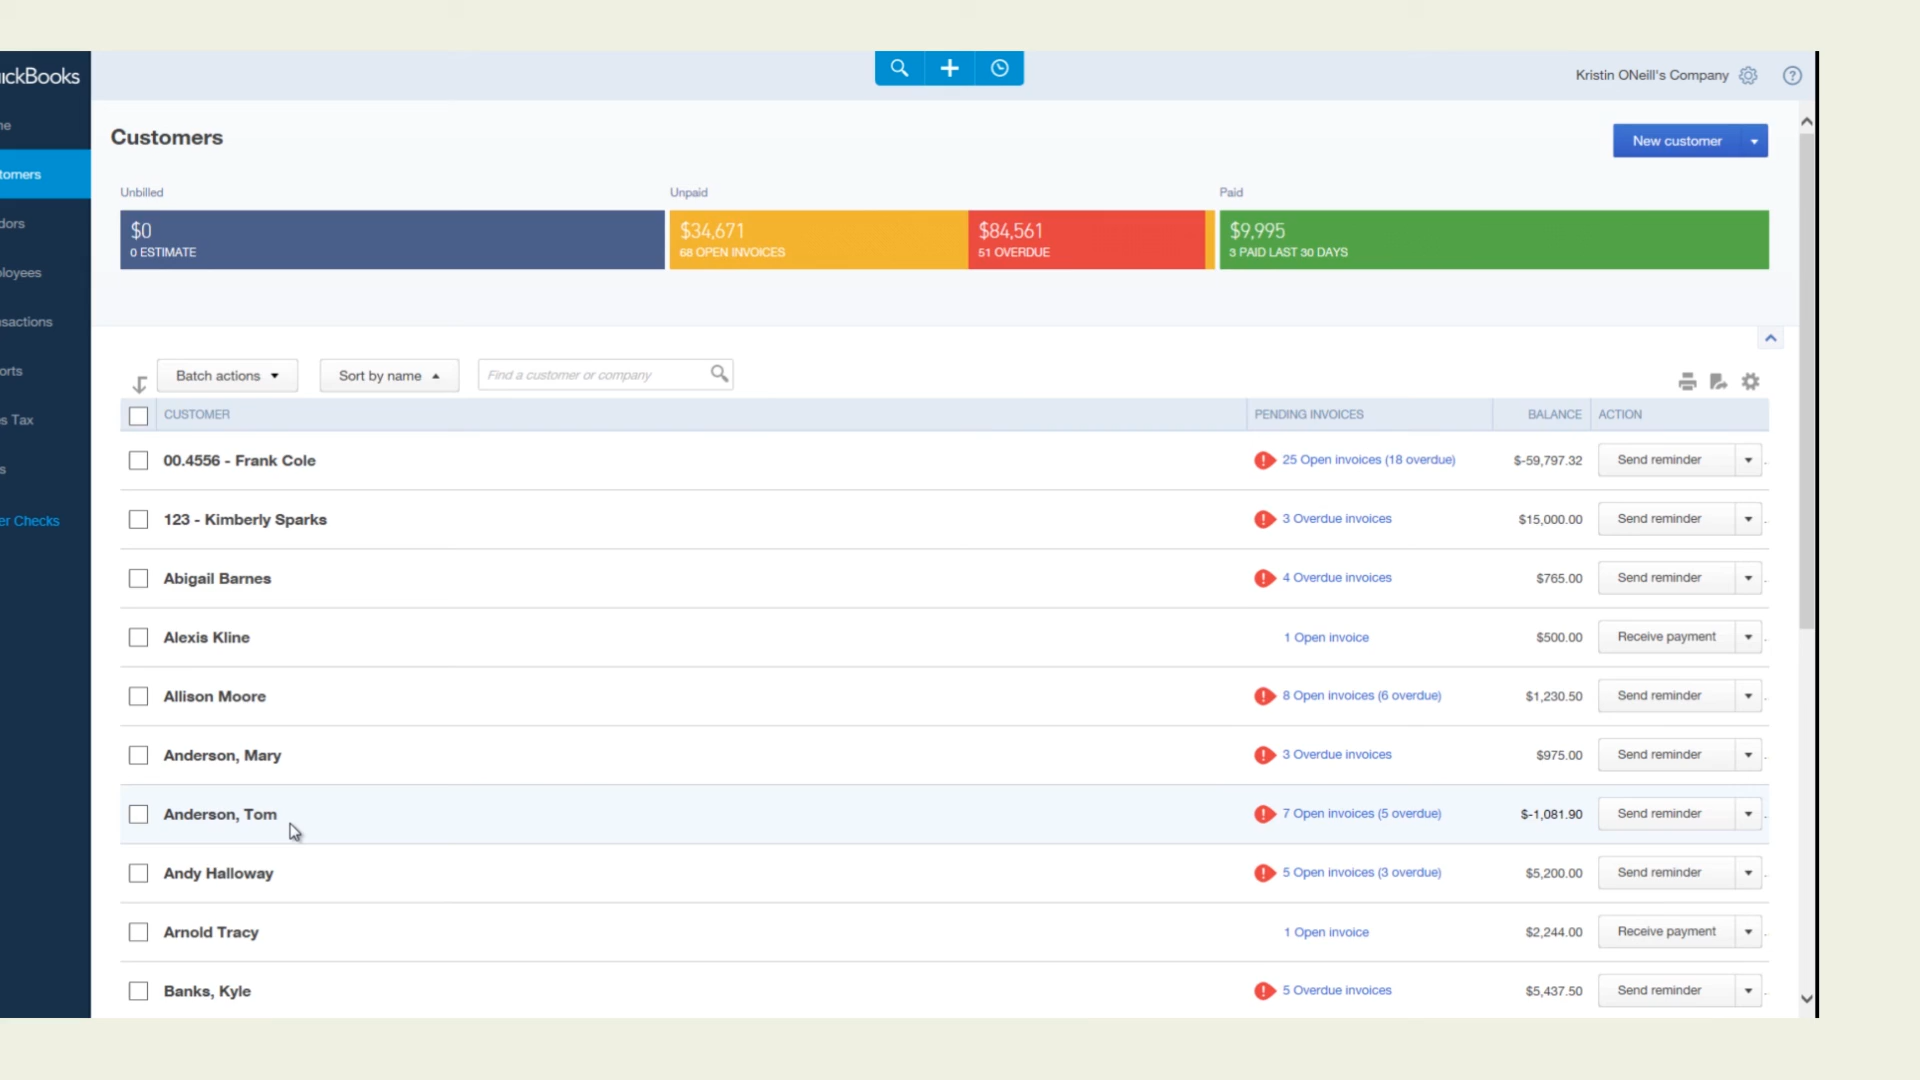 uickBooks
Kristin ONeill's Company
ne
tomers
dors
ployees
nsactions
orts
s Tax
s
er Checks
Customers
New customer
Unbilled
Unpaid
Paid
$0
0 ESTIMATE
$34,671
68 OPEN INVOICES
$84,561
51 OVERDUE
$9,995
3 PAID LAST 30 DAYS
Batch actions
Sort by name
Find a customer or company
CUSTOMER PENDING INVOICES BALANCE ACTION
00.4556 - Frank Cole 25 Open invoices (18 overdue) $-59,797.32 Send reminder
123 - Kimberly Sparks 3 Overdue invoices $15,000.00 Send reminder
Abigail Barnes 4 Overdue invoices $765.00 Send reminder
Alexis Kline 1 Open invoice $500.00 Receive payment
Allison Moore 8 Open invoices (6 overdue) $1,230.50 Send reminder
Anderson, Mary 3 Overdue invoices $975.00 Send reminder
Anderson, Tom 7 Open invoices (5 overdue) $-1,081.90 Send reminder
Andy Halloway 5 Open invoices (3 overdue) $5,200.00 Send reminder
Arnold Tracy 1 Open invoice $2,244.00 Receive payment
Banks, Kyle 5 Overdue invoices $5,437.50 Send reminder